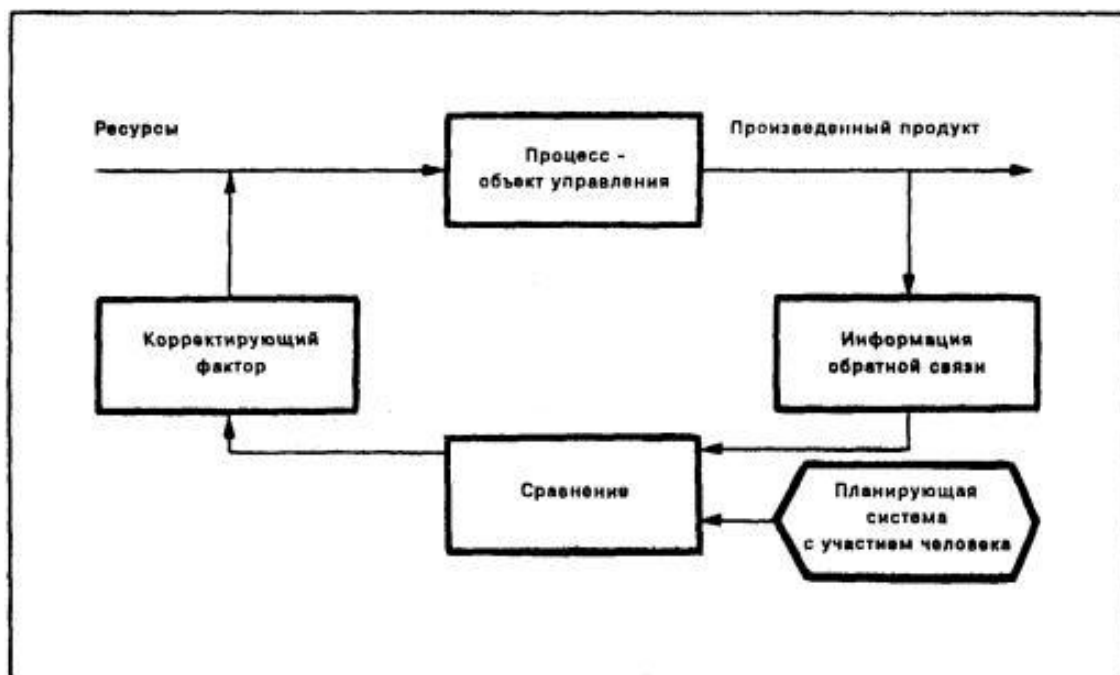 Ресурсы
Произведенный продукт
Процесс -
объект управления
Корректирующий
фактор
Информация
обратной связи
Сравнение
Планирующая
система
с участием человека